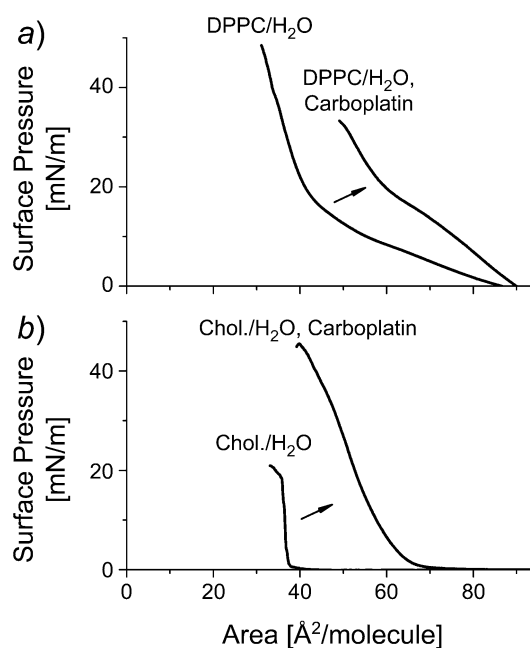 a)
DPPC/H₂O
DPPC/H₂O,
Carboplatin
Surface Pressure
[mN/m]
40
20
0
b)
Chol./H₂O, Carboplatin
Chol./H₂O
Surface Pressure
[mN/m]
40
20
0
0 20 40 60 80
Area [Å²/molecule]